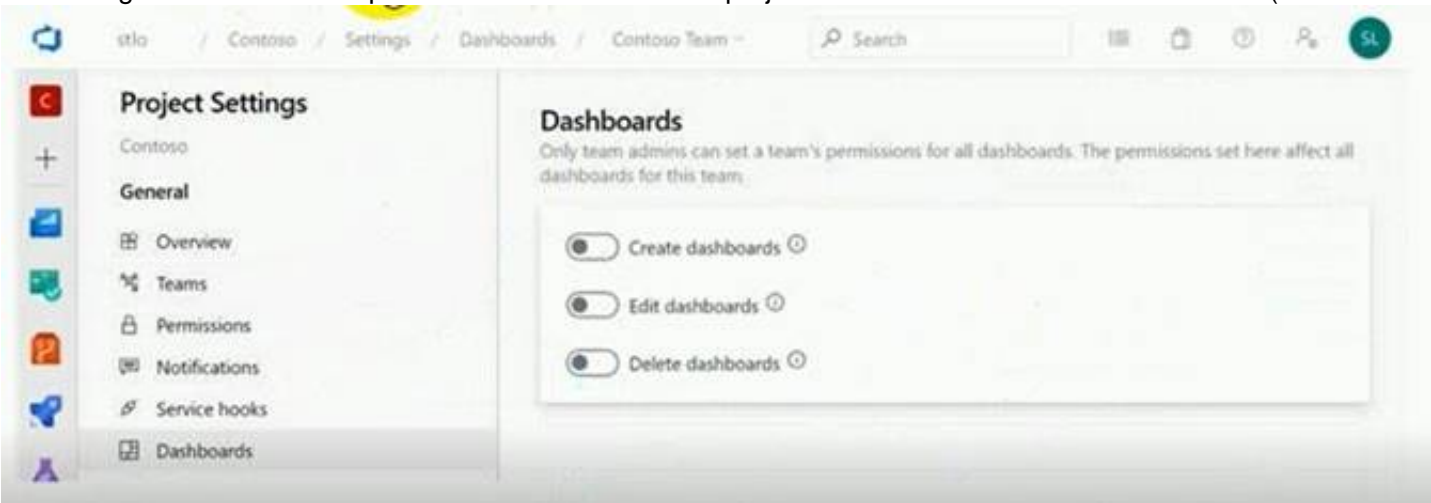 stlo / Contoso / Settings / Dashboards / Contoso Team
Search
SL
C
Project Settings
Contoso
General
Overview
Teams
Permissions
Notifications
Service hooks
Dashboards
Dashboards
Only team admins can set a team's permissions for all dashboards. The permissions set here affect all
dashboards for this team.
Create dashboards
Edit dashboards
Delete dashboards